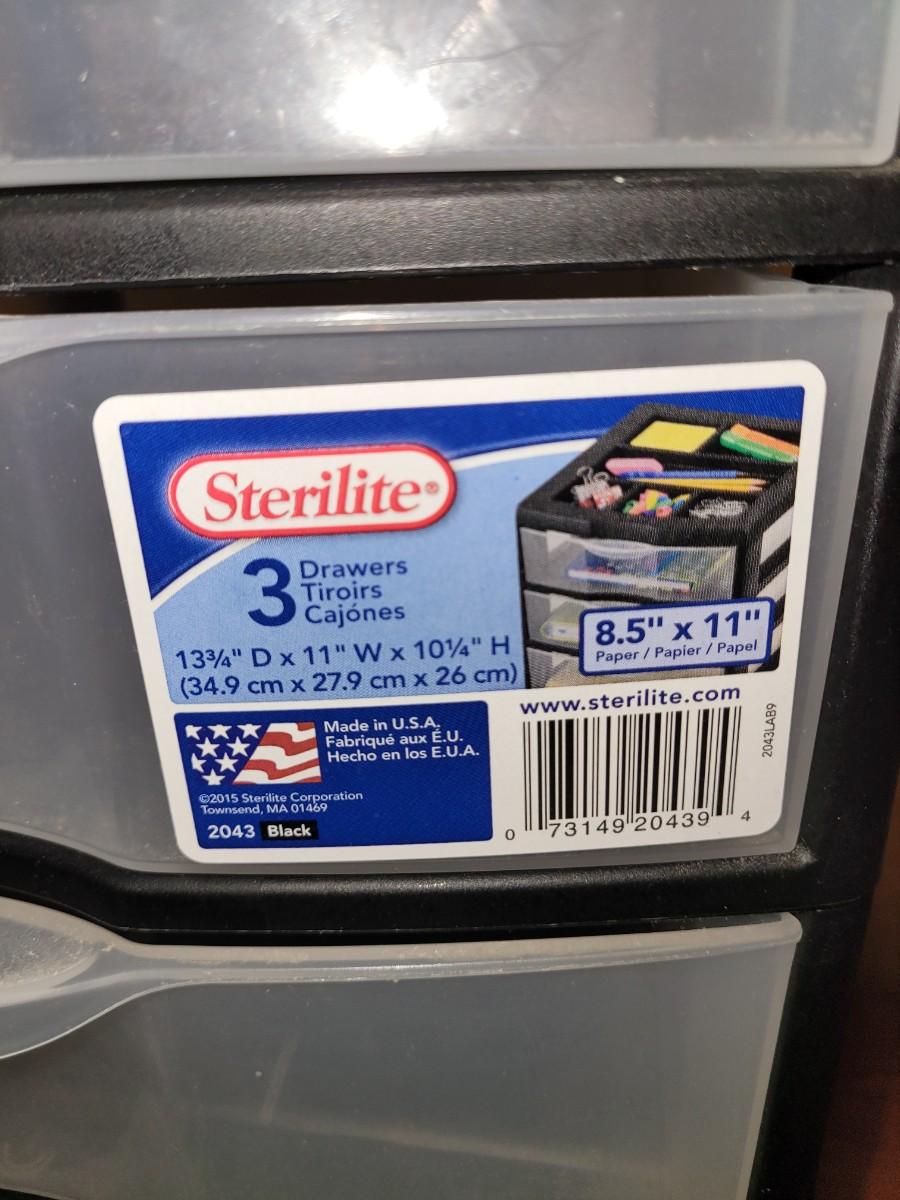 Sterilite®
3 Drawers
Tiroirs
Cajónes
13¾" D x 11" W x 10¼" H
(34.9 cm x 27.9 cm x 26 cm)
8.5" x 11"
Paper / Papier / Papel
www.sterilite.com
Made in U.S.A.
Fabriqué aux É.U.
Hecho en los E.U.A.
©2015 Sterilite Corporation
Townsend, MA 01469
2043 Black
0 73149 20439 4
2043LAB9